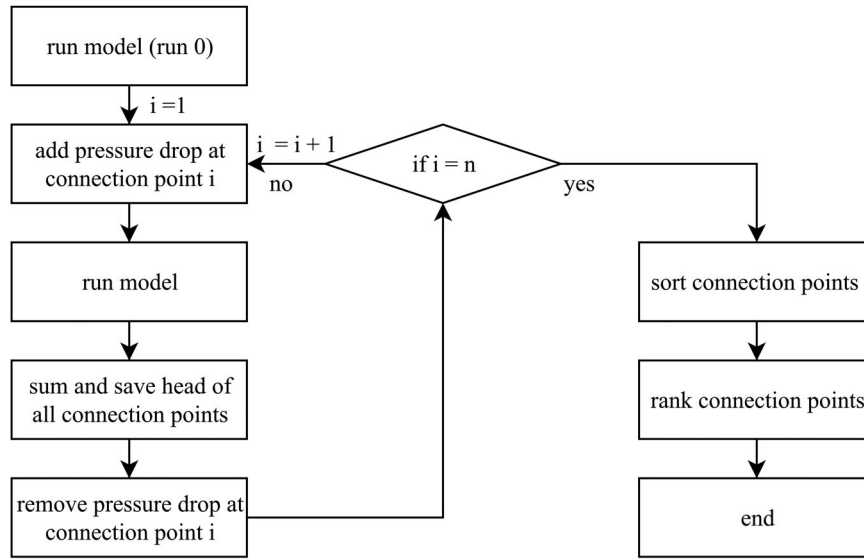 run model (run 0)
i =1
add pressure drop at
connection point i
i = i + 1
no
if i = n
yes
run model
sum and save head of
all connection points
remove pressure drop at
connection point i
sort connection points
rank connection points
end